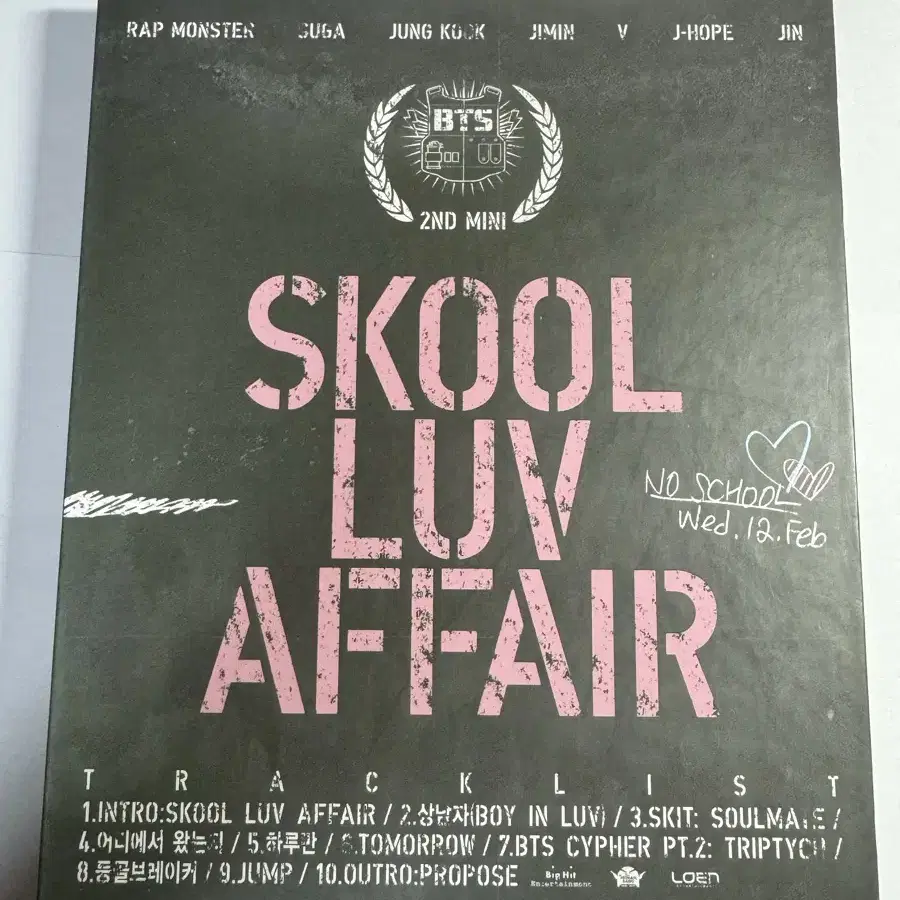 RAP MONSTER SUGA JUNG KOOK JIMIN V J-HOPE JIN
BTS
2ND MINI
SKOOL
LUV
AFFAIR
NO SCHOOL
Wed.12.Feb
TRACKLIST
1.INTRO:SKOOL LUV AFFAIR / 2.상남자(BOY IN LUV) / 3.SKIT: SOULMATE /
4.어디에서 왔는지 / 5.하루만 / 6.TOMORROW / 7.BTS CYPHER PT.2: TRIPTYCH /
8.등골브레이커 / 9.JUMP / 10.OUTRO:PROPOSE Big Hit LOEN
Entertainment